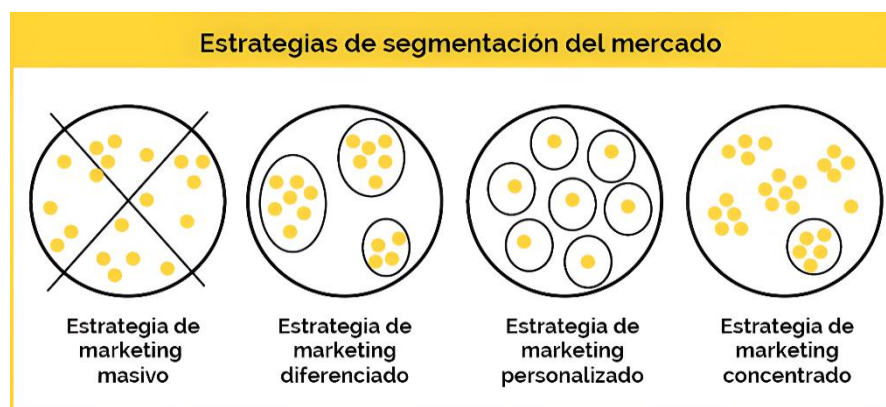 Estrategias de segmentación del mercado
Estrategia de
marketing
masivo
Estrategia de
marketing
diferenciado
Estrategia de
marketing
personalizado
Estrategia de
marketing
concentrado